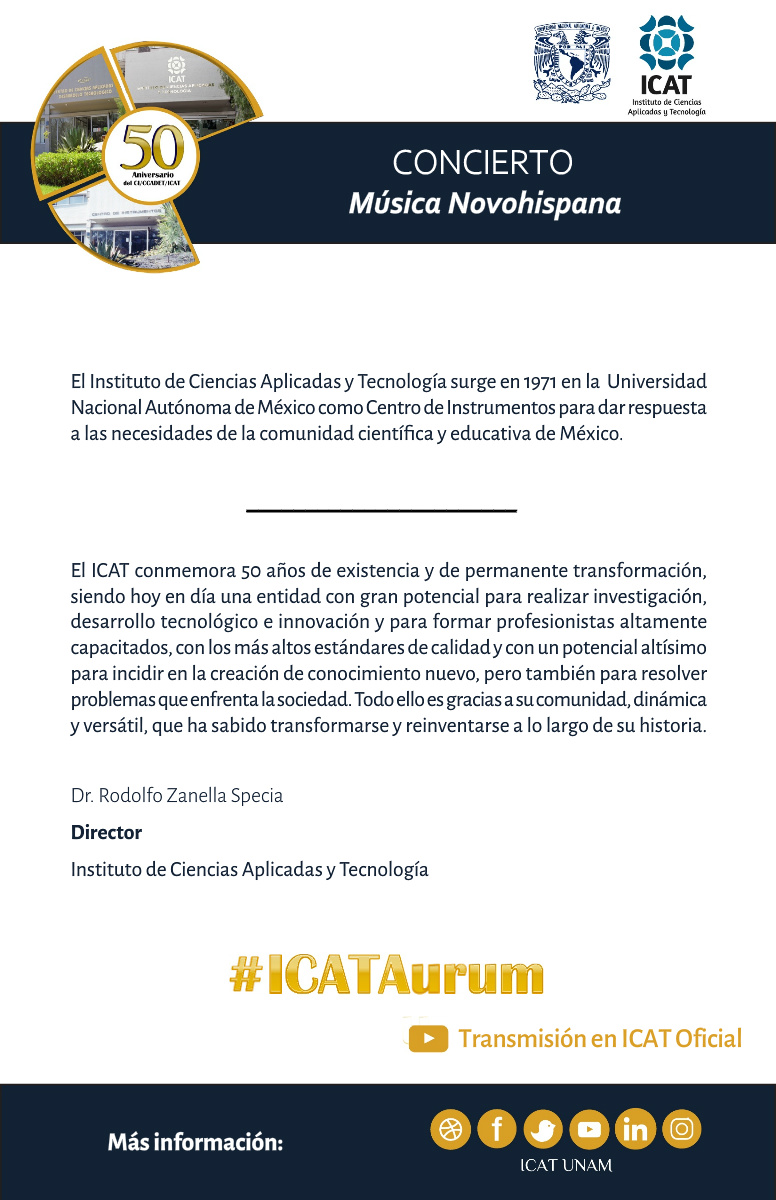 ICAT
Instituto de Ciencias
Aplicadas y Tecnología
ICAT
50
Aniversario
del CI/CCADET/ICAT
CONCIERTO
Música Novohispana
El Instituto de Ciencias Aplicadas y Tecnología surge en 1971 en la Universidad
Nacional Autónoma de México como Centro de Instrumentos para dar respuesta
a las necesidades de la comunidad científica y educativa de México.
El ICAT conmemora 50 años de existencia y de permanente transformación,
siendo hoy en día una entidad con gran potencial para realizar investigación,
desarrollo tecnológico e innovación y para formar profesionistas altamente
capacitados, con los más altos estándares de calidad y con un potencial altísimo
para incidir en la creación de conocimiento nuevo, pero también para resolver
problemas que enfrenta la sociedad. Todo ello es gracias a su comunidad, dinámica
y versátil, que ha sabido transformarse y reinventarse a lo largo de su historia.
Dr. Rodolfo Zanella Specia
Director
Instituto de Ciencias Aplicadas y Tecnología
#ICATAurum
Transmisión en ICAT Oficial
Más información:
ICAT UNAM